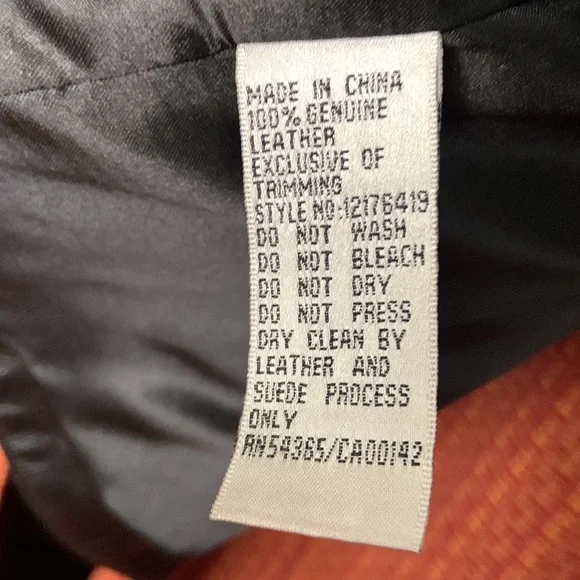 MADE IN CHINA
100% GENUINE
LEATHER
EXCLUSIVE OF
TRIMMING
STYLE NO:12176419
DO NOT WASH
DO NOT BLEACH
DO NOT DRY
DO NOT PRESS
DRY CLEAN BY
LEATHER AND
SUEDE PROCESS
ONLY
RN54365/CA00142